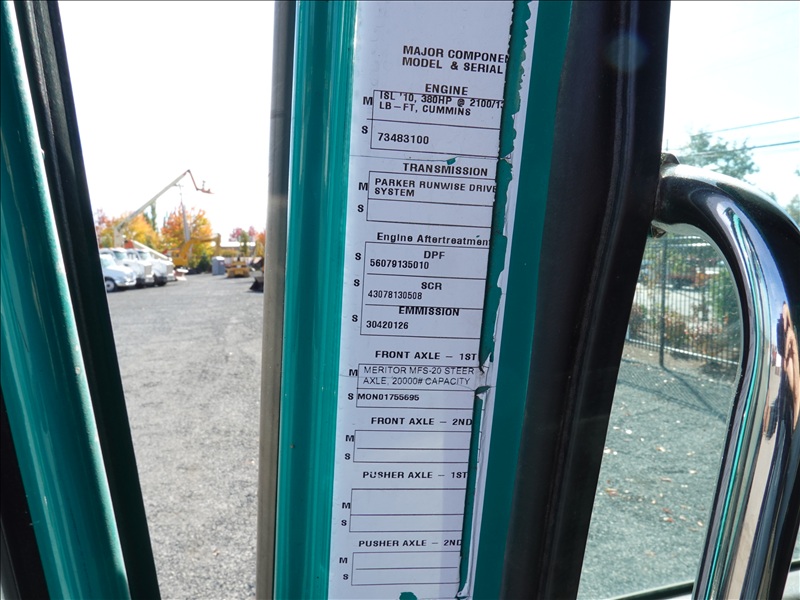 MAJOR COMPONE
MODEL & SERIAL
ENGINE
M ISL '10, 380HP @ 2100/13
LB-FT, CUMMINS
S 73483100
TRANSMISSION
M PARKER RUNWISE DRIVE
SYSTEM
S
Engine Aftertreatment
DPF
S 56079135010
SCR
S 43078130508
EMMISSION
S 30420126
FRONT AXLE - 1ST
M MERITOR MFS-20 STEER
AXLE, 20000# CAPACITY
S MON01755695
FRONT AXLE - 2ND
M
S
PUSHER AXLE - 1ST
M
S
PUSHER AXLE - 2ND
M
S